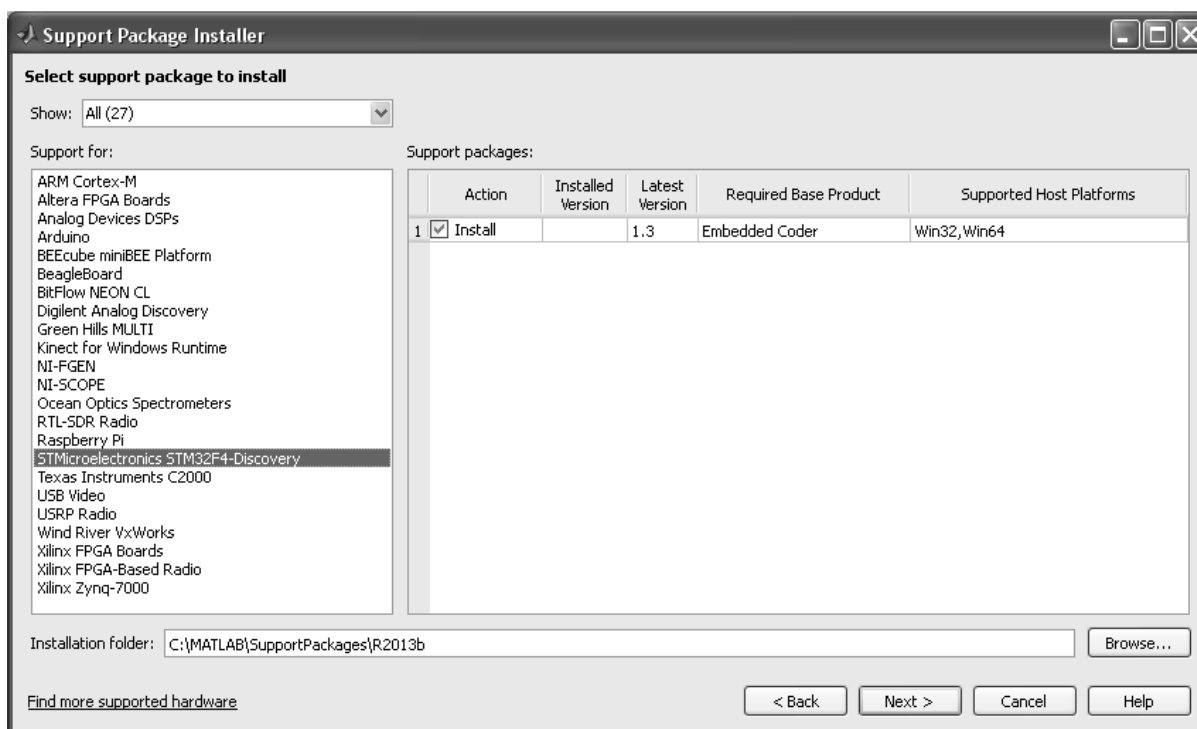 Support Package Installer
Select support package to install
Show: All (27)
Support for:
ARM Cortex-M
Altera FPGA Boards
Analog Devices DSPs
Arduino
BEEcube miniBEE Platform
BeagleBoard
BitFlow NEON CL
Digilent Analog Discovery
Green Hills MULTI
Kinect for Windows Runtime
NI-FGEN
NI-SCOPE
Ocean Optics Spectrometers
RTL-SDR Radio
Raspberry Pi
STMicroelectronics STM32F4-Discovery
Texas Instruments C2000
USB Video
USRP Radio
Wind River VxWorks
Xilinx FPGA Boards
Xilinx FPGA-Based Radio
Xilinx Zynq-7000
Support packages:
Action Installed Version Latest Version Required Base Product Supported Host Platforms
1 Install 1.3 Embedded Coder Win32,Win64
Installation folder: C:\MATLAB\SupportPackages\R2013b Browse...
Find more supported hardware < Back Next > Cancel Help